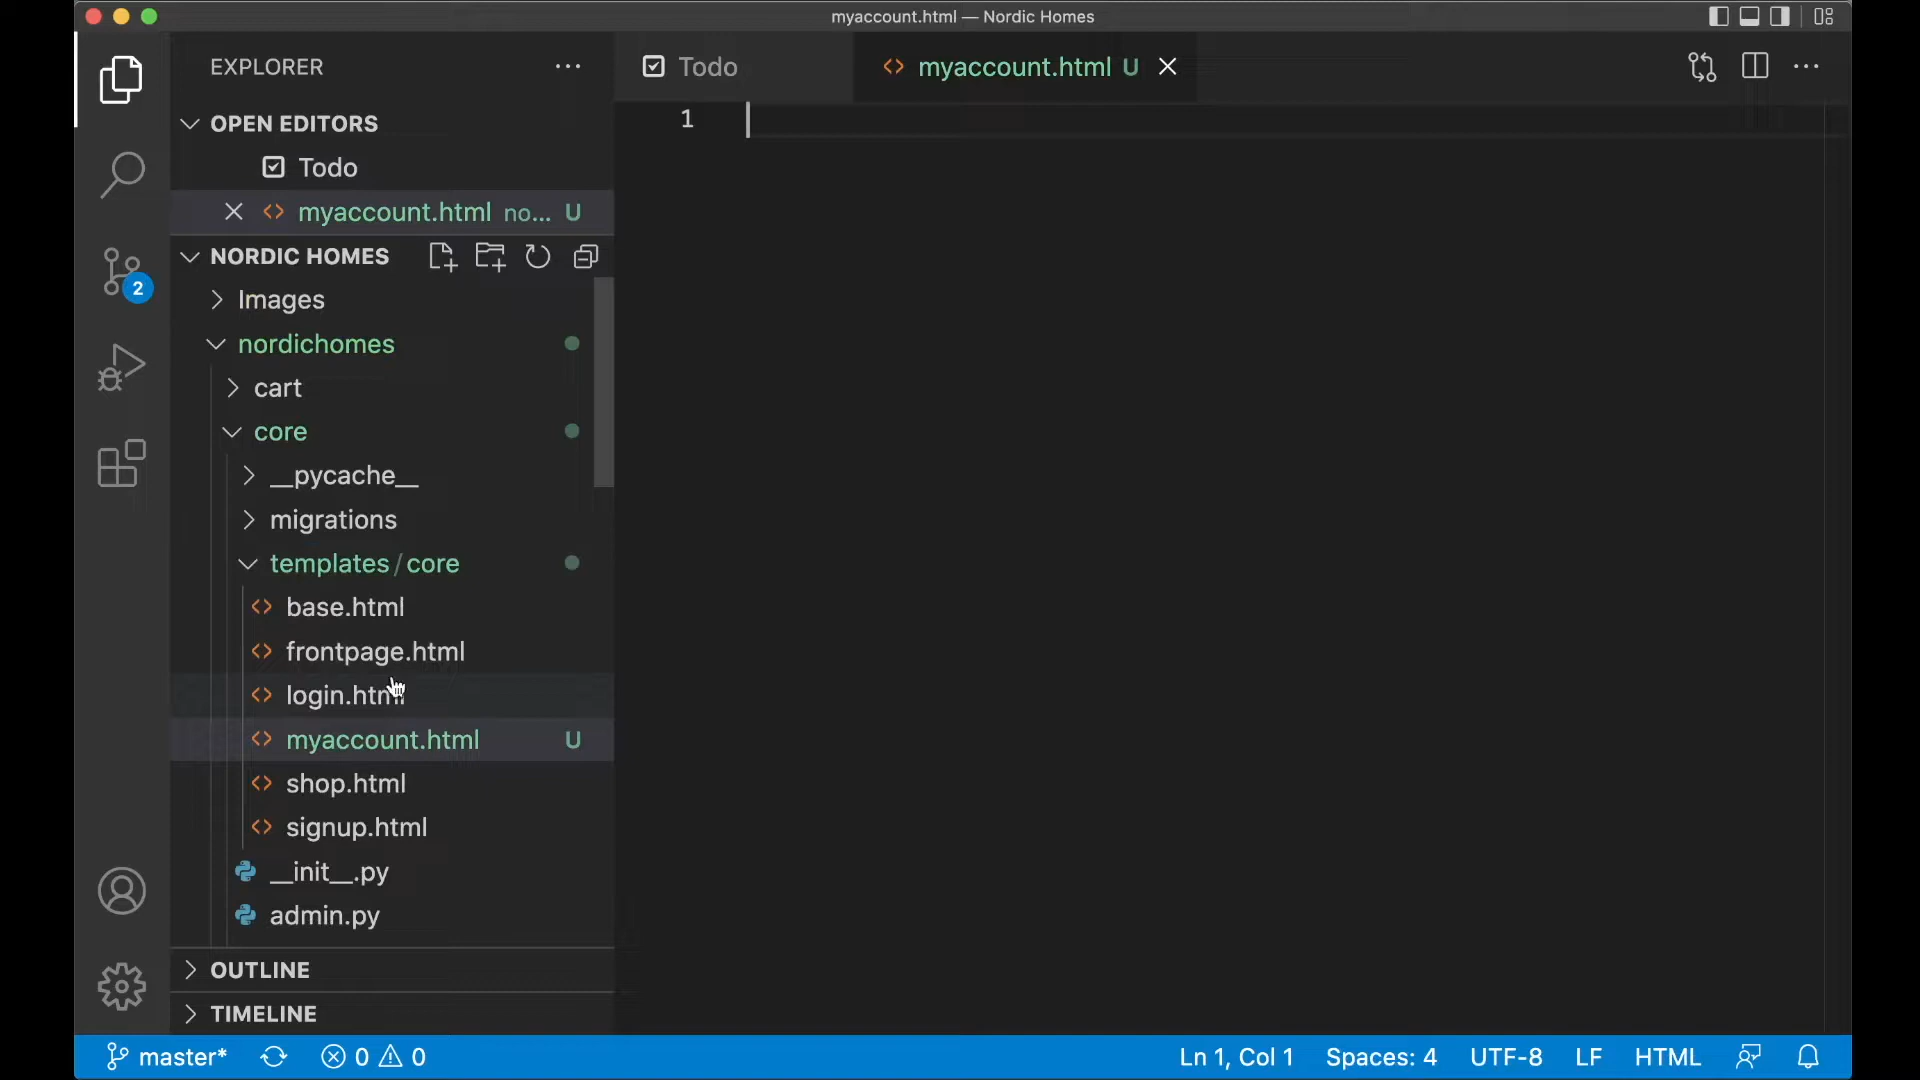 myaccount.html — Nordic Homes
EXPLORER
Todo
myaccount.html U
OPEN EDITORS
Todo
myaccount.html no... U
NORDIC HOMES
Images
nordichomes
cart
core
__pycache__
migrations
templates/core
base.html
frontpage.html
login.html
myaccount.html U
shop.html
signup.html
__init__.py
admin.py
OUTLINE
TIMELINE
1
2
master* 0 0 Ln 1, Col 1 Spaces: 4 UTF-8 LF HTML